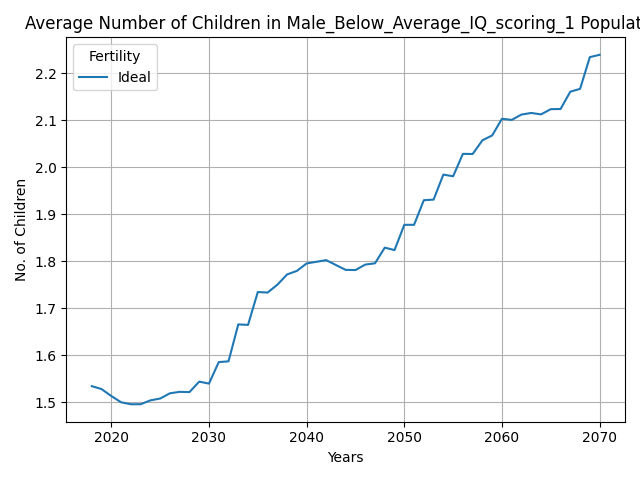 Average Number of Children in Male_Below_Average_IQ_scoring_1 Populat
Fertility
Ideal
No. of Children
2.2
2.1
2.0
1.9
1.8
1.7
1.6
1.5
2020 2030 2040 2050 2060 2070
Years